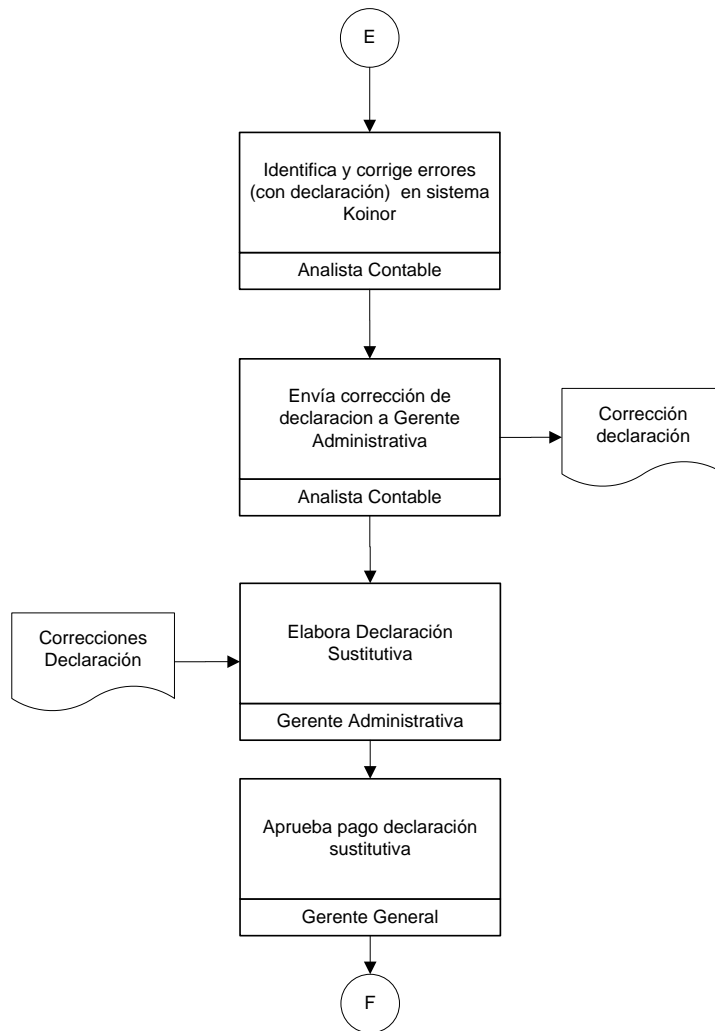 E
Identifica y corrige errores
(con declaración) en sistema
Koinor
Analista Contable
Envía corrección de
declaracion a Gerente
Administrativa
Analista Contable
Corrección
declaración
Correcciones
Declaración
Elabora Declaración
Sustitutiva
Gerente Administrativa
Aprueba pago declaración
sustitutiva
Gerente General
F